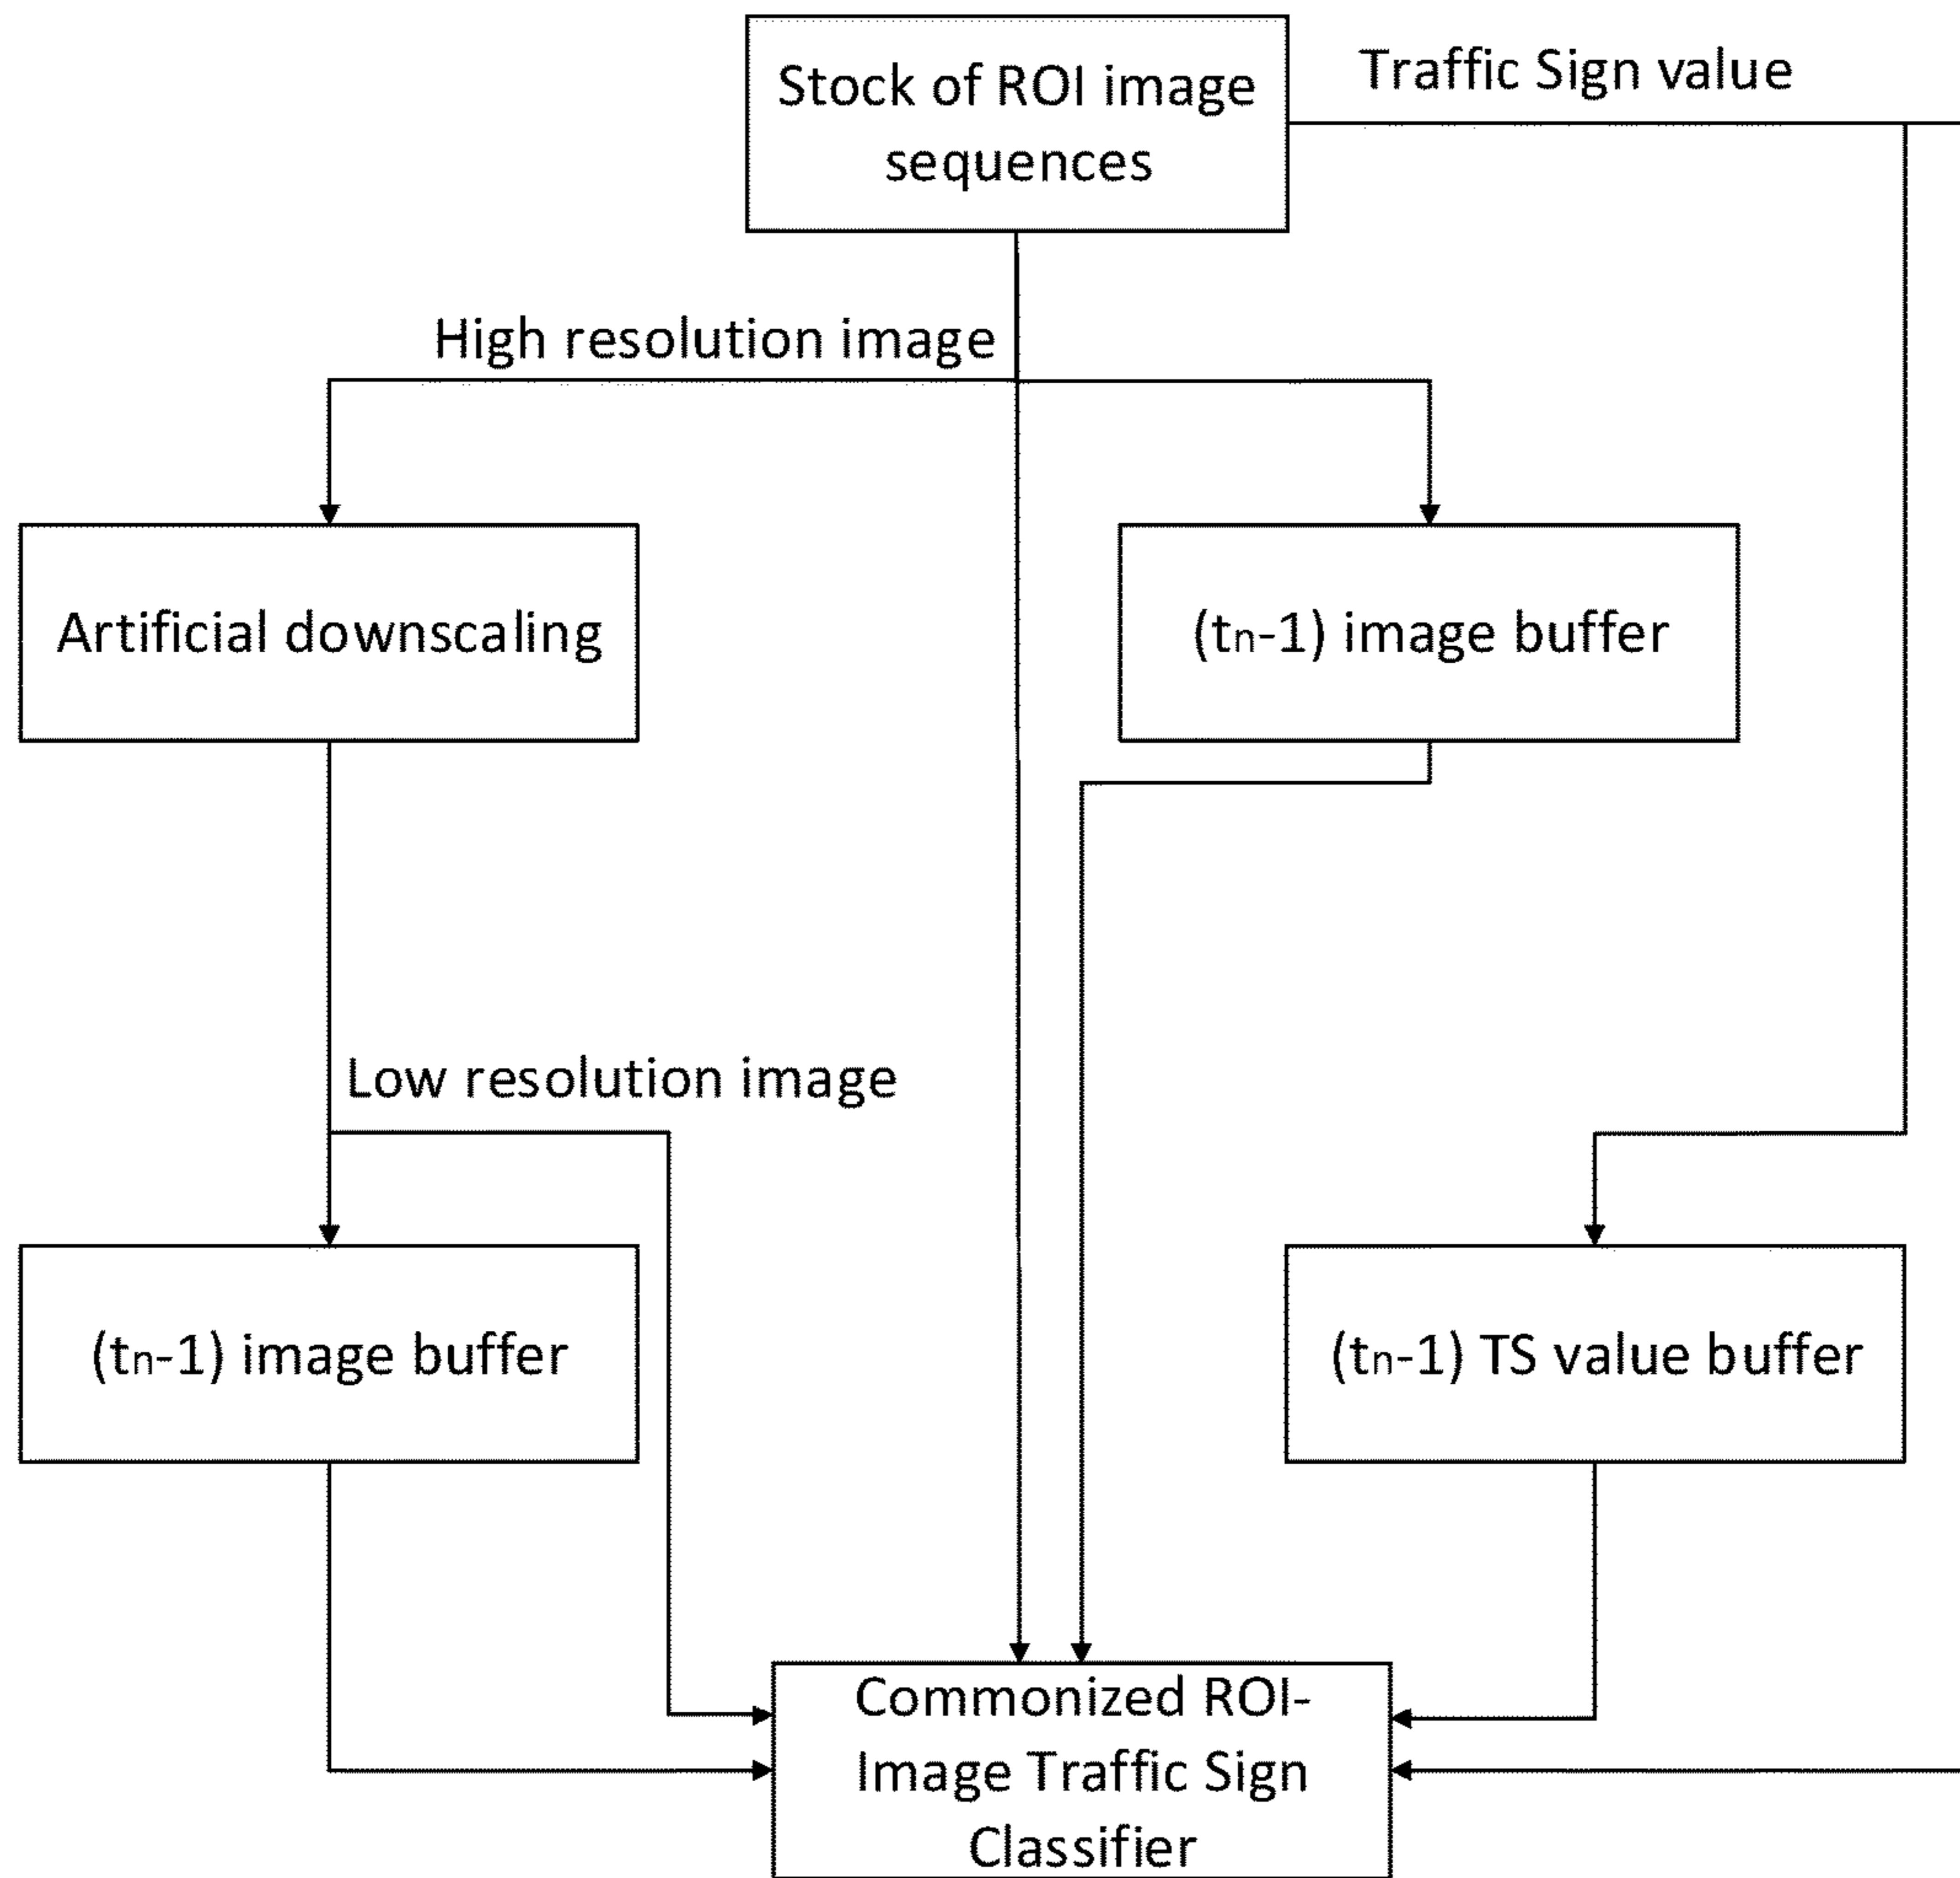 Stock of ROI image
sequences
Traffic Sign value
High resolution image
Artificial downscaling
(tn-1) image buffer
Low resolution image
(tn-1) image buffer
(tn-1) TS value buffer
Commonized ROI-
Image Traffic Sign
Classifier